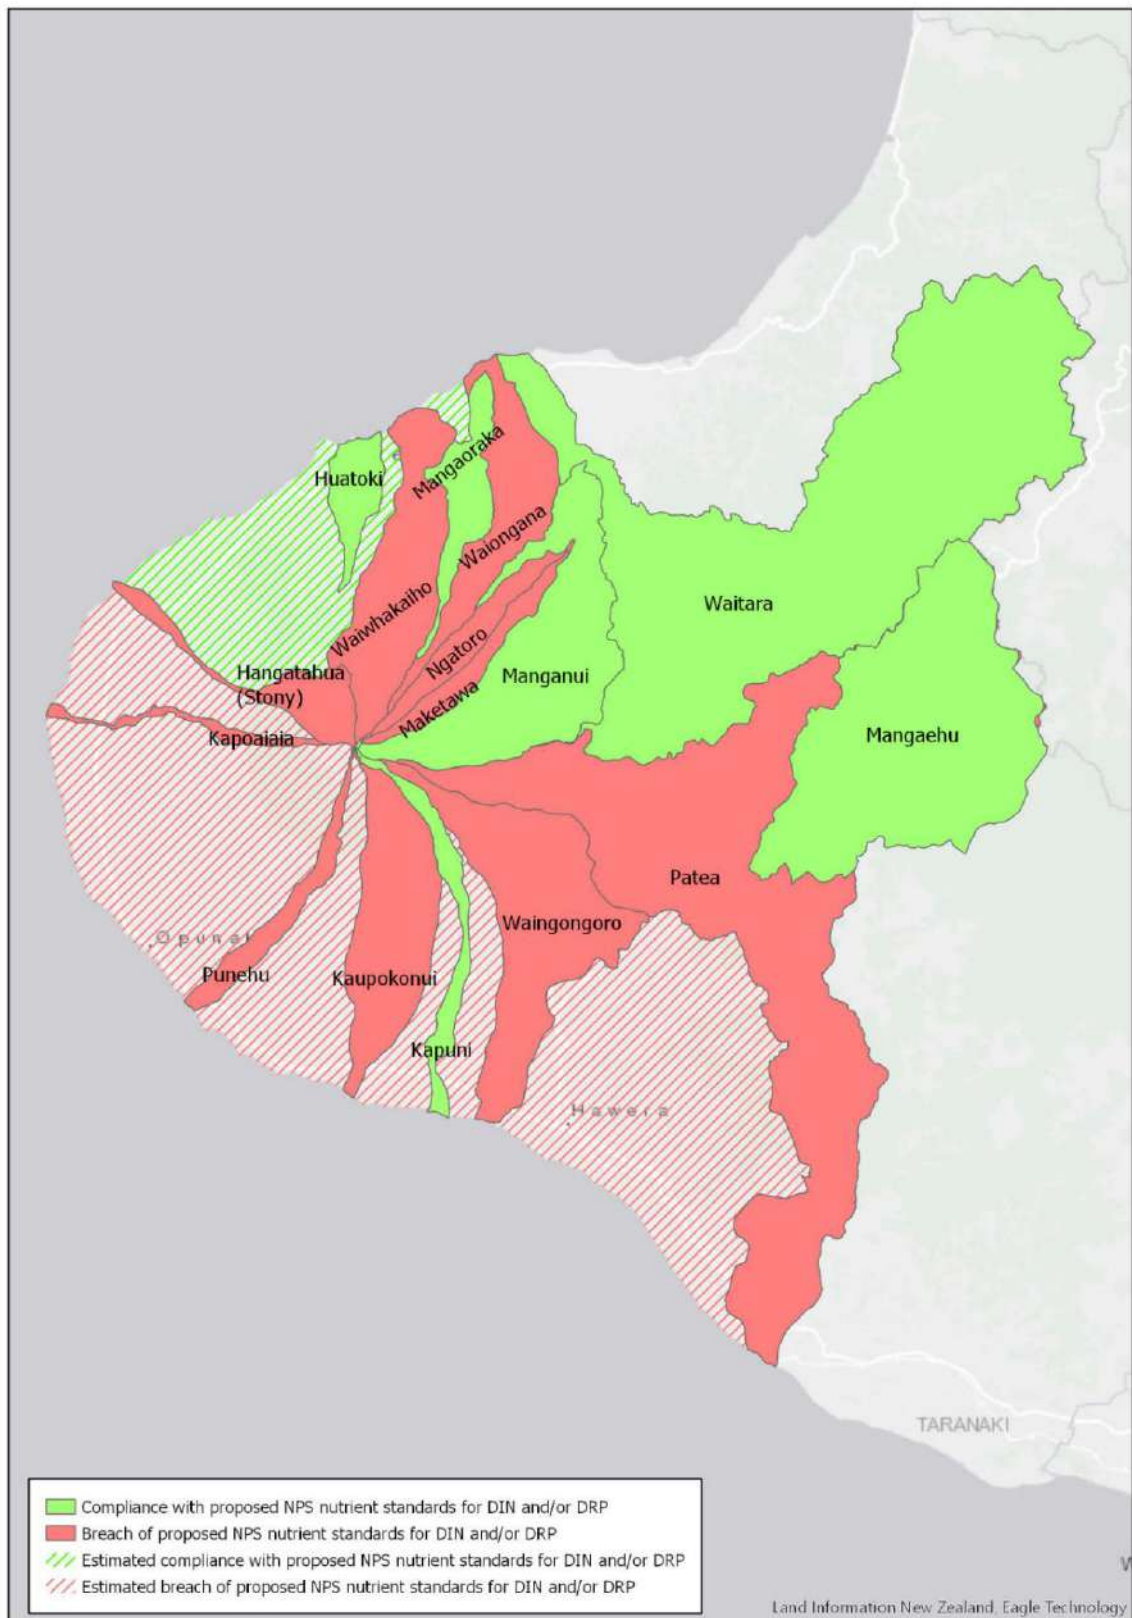 Huatoki
Mangaoraka
Waiongana
Waiwhakaiho
Waitara
Ngatoro
Hangatahua
(Stony)
Manganui
Maketawa
Kapoaiaia
Mangaehu
Patea
Waingongoro
Punehu
Kaupokonui
Kapuni
Hawera
TARANAKI
Compliance with proposed NPS nutrient standards for DIN and/or DRP
Breach of proposed NPS nutrient standards for DIN and/or DRP
Estimated compliance with proposed NPS nutrient standards for DIN and/or DRP
Estimated breach of proposed NPS nutrient standards for DIN and/or DRP
W
Land Information New Zealand, Eagle Technology